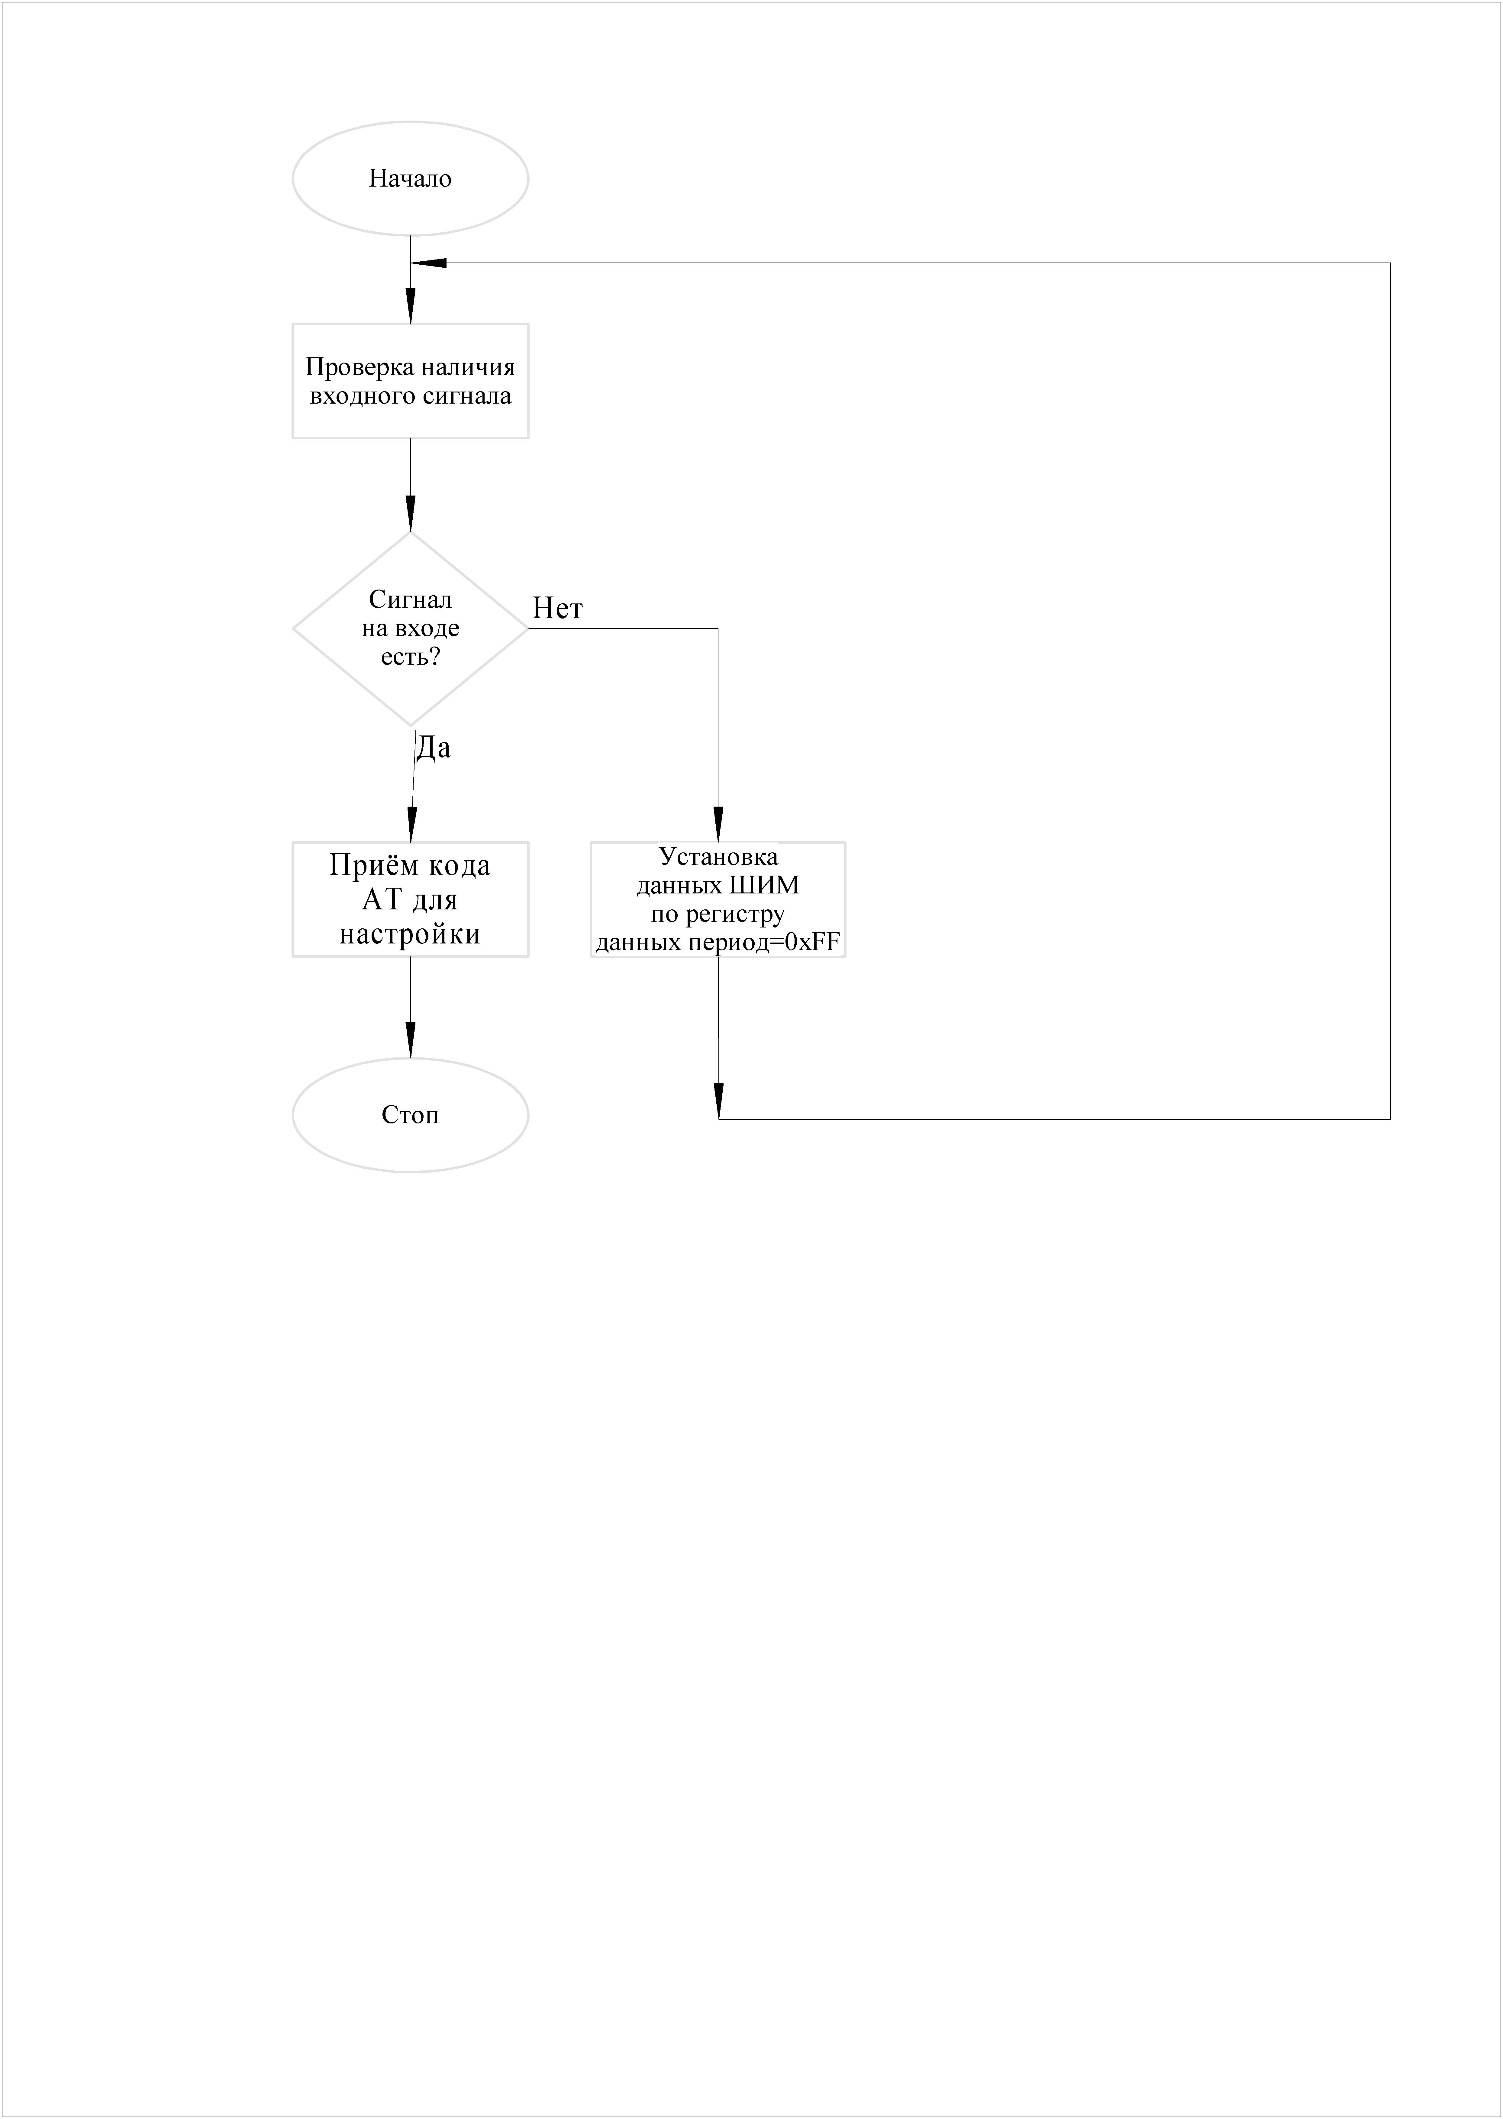 Начало
Проверка наличия
входного сигнала
Сигнал
на входе
есть?
Нет
Да
Приём кода
АТ для
настройки
Установка
данных ШИМ
по регистру
данных период=0xFF
Стоп